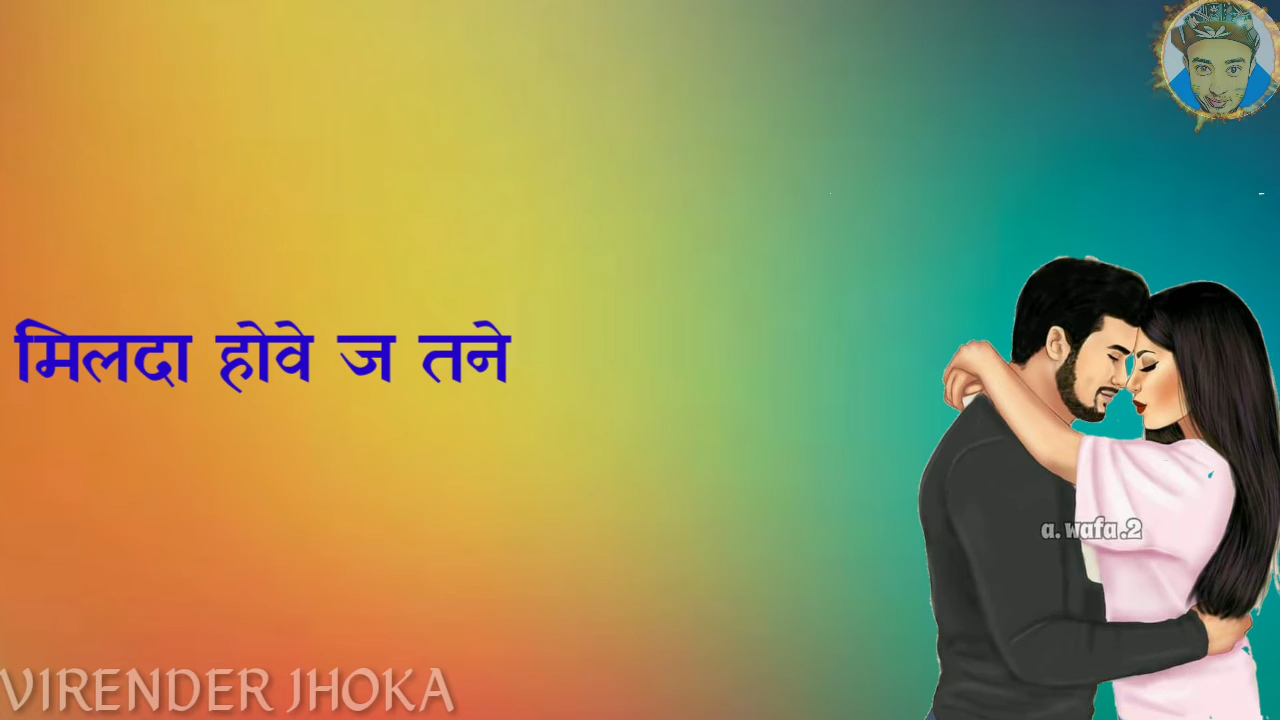 मिलदा होवे ज तने
a. wafa .2
VIRENDER JHOKA